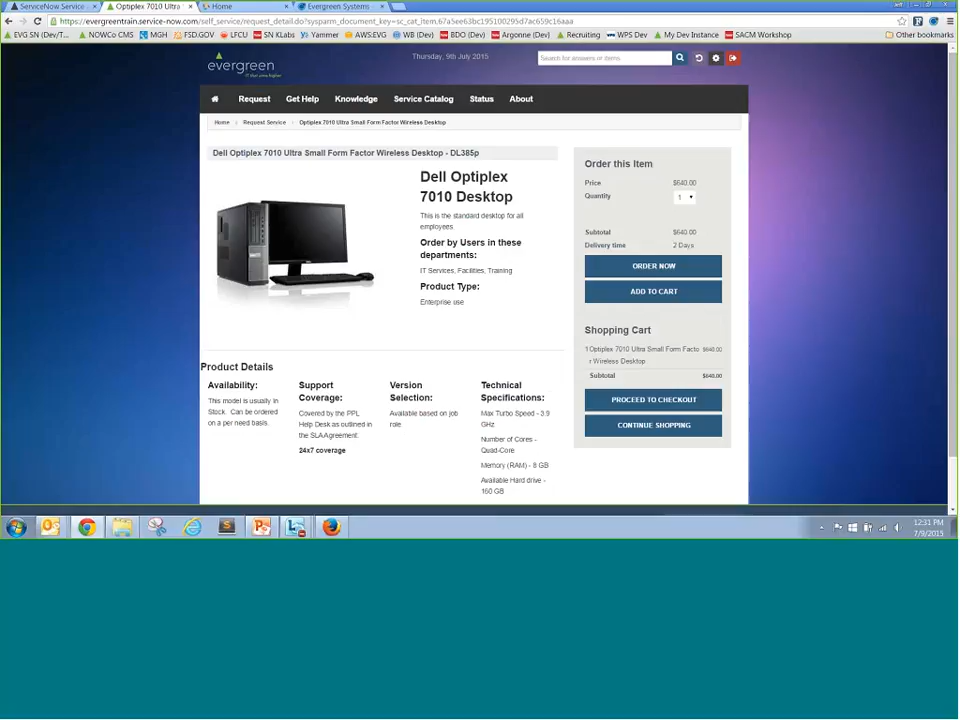 ServiceNow Service
Optiplex 7010 Ultra
Home
Evergreen Systems
https://evergreentrain.service-now.com/self_service/request_detail.do?sysparm_document_key=sc_cat_item,67a5ee63bc195100295d7ac659c16aaa
EVG.SN (Dev/T...
NOWCo CMS
MGH
FSD.GOV
LFCU
SN KLabs
Yammer
AWS:EVG
WB (Dev)
BDO (Dev)
Argonne (Dev)
Recruiting
WPS Dev
My Dev Instance
SACM Workshop
Other bookmarks
evergreen
Thursday, 9th July 2015
Search for answers or items
Request
Get Help
Knowledge
Service Catalog
Status
About
Home
Request Service
Optiplex 7010 Ultra Small Form Factor Wireless Desktop
Dell Optiplex 7010 Ultra Small Form Factor Wireless Desktop - DL385p
Dell Optiplex
7010 Desktop
This is the standard desktop for all
employees
Order by Users in these
departments:
IT Services, Facilities, Training
Product Type:
Enterprise use
Order this Item
Price $640.00
Quantity 1
Subtotal $640.00
Delivery time 2 Days
ORDER NOW
ADD TO CART
Shopping Cart
1 Optiplex 7010 Ultra Small Form Facto $640.00
r Wireless Desktop
Subtotal $640.00
PROCEED TO CHECKOUT
CONTINUE SHOPPING
Product Details
Availability:
This model is usually in
Stock. Can be ordered
on a per need basis.
Support
Coverage:
Covered by the PPL
Help Desk as outlined in
the SLA Agreement.
24x7 coverage
Version
Selection:
Available based on job
role
Technical
Specifications:
Max Turbo Speed - 3.9
GHz
Number of Cores -
Quad-Core
Memory (RAM) - 8 GB
Available Hard drive -
160 GB
12:31 PM
7/9/2015